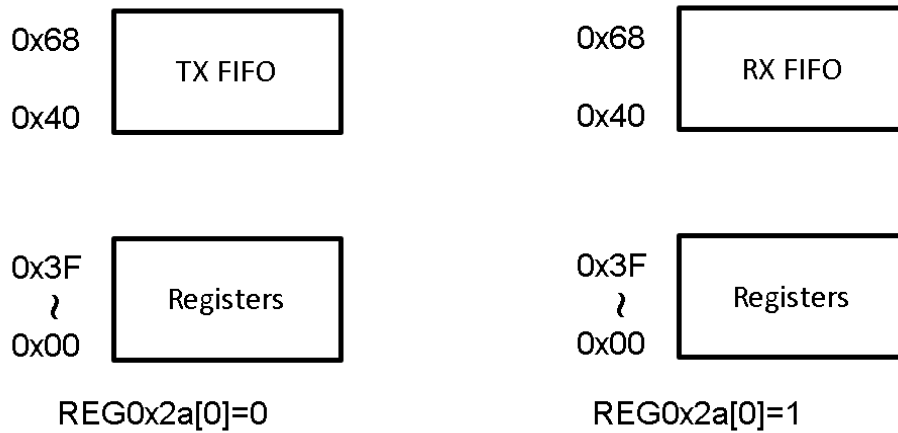 0x68
TX FIFO
0x40
0x3F
~
Registers
0x00
REG0x2a[0]=0
0x68
RX FIFO
0x40
0x3F
~
Registers
0x00
REG0x2a[0]=1